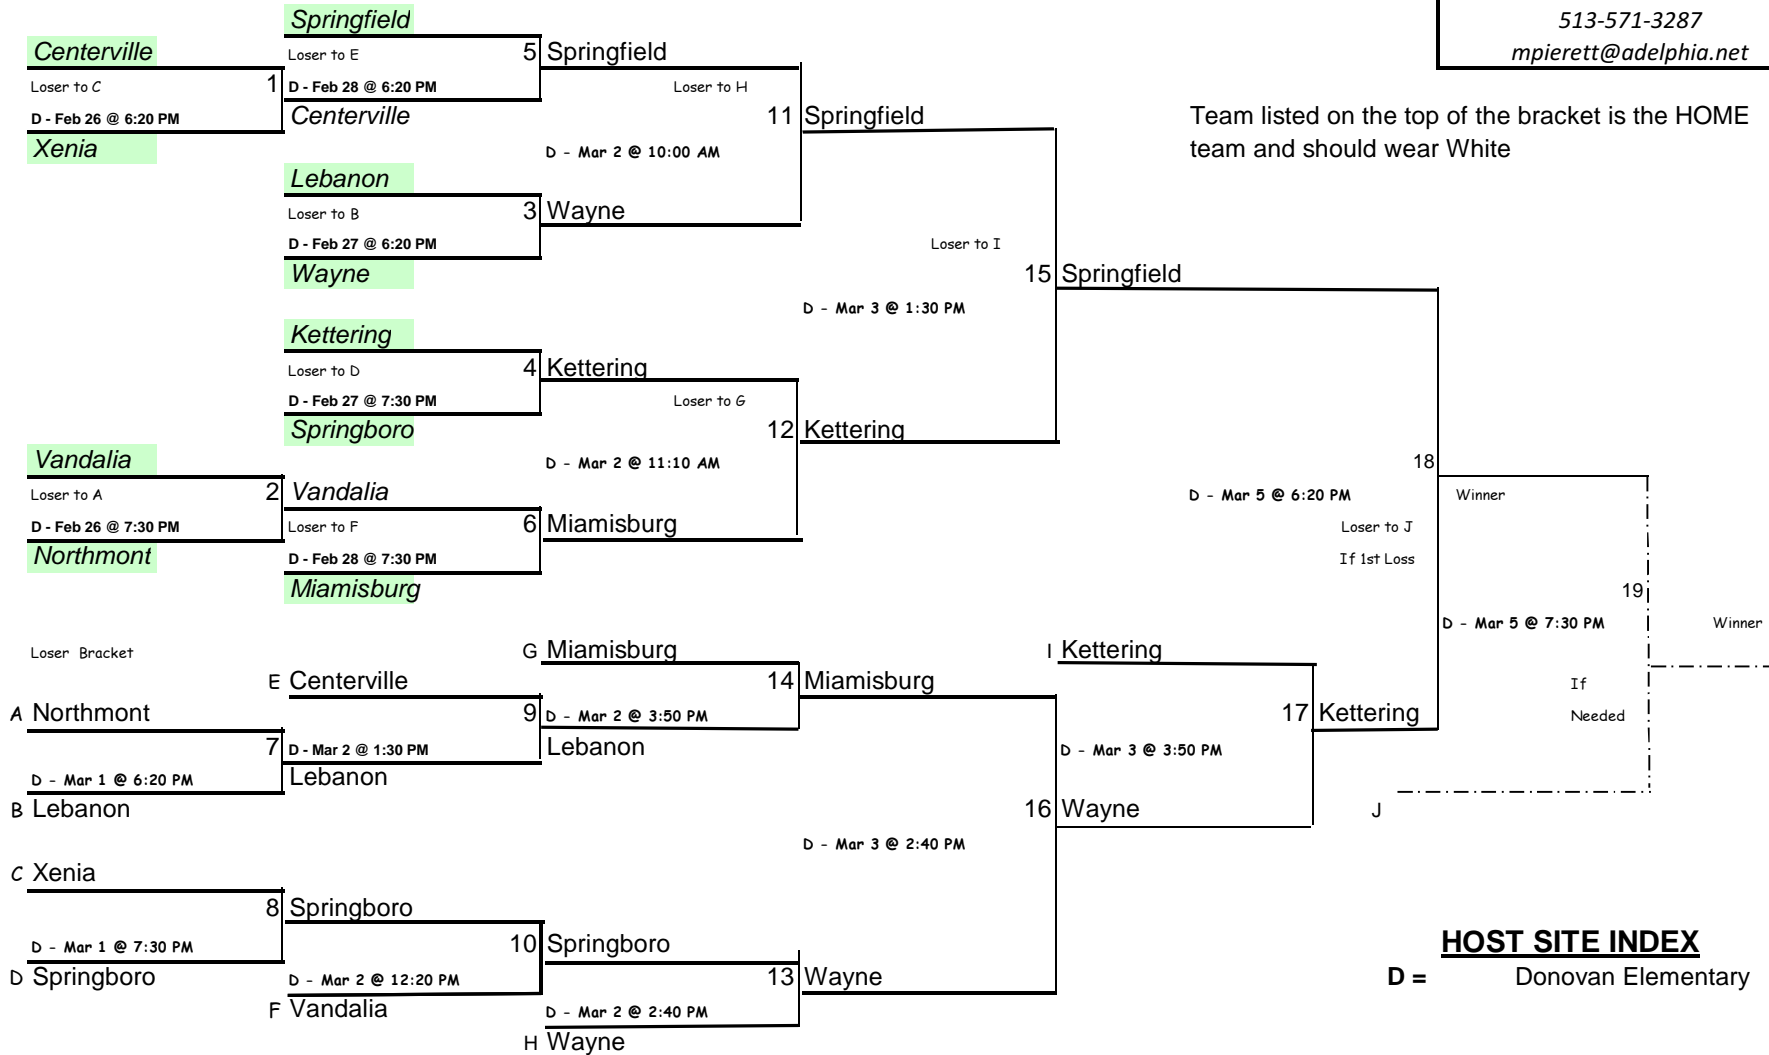 Springfield
513-571-3287
Centerville
Loser to E
5 Springfield
mpierett@adelphia.net
Loser to C
1
D - Feb 28 @ 6:20 PM
Loser to H
D - Feb 26 @ 6:20 PM
Centerville
11 Springfield
Team listed on the top of the bracket is the HOME
Xenia
D - Mar 2 @ 10:00 AM
team and should wear White
Lebanon
Loser to B
3 Wayne
D - Feb 27 @ 6:20 PM
Loser to I
Wayne
15 Springfield
D - Mar 3 @ 1:30 PM
Kettering
Loser to D
4 Kettering
D - Feb 27 @ 7:30 PM
Loser to G
Springboro
12 Kettering
Vandalia
D - Mar 2 @ 11:10 AM
18
Loser to A
2 Vandalia
D - Mar 5 @ 6:20 PM
Winner
D - Feb 26 @ 7:30 PM
Loser to F
6 Miamisburg
Loser to J
Northmont
D - Feb 28 @ 7:30 PM
If 1st Loss
Miamisburg
19
D - Mar 5 @ 7:30 PM
Winner
Loser Bracket
G Miamisburg
I Kettering
E Centerville
14 Miamisburg
If
A Northmont
9
D - Mar 2 @ 3:50 PM
17 Kettering
Needed
7
D - Mar 2 @ 1:30 PM
Lebanon
D - Mar 3 @ 3:50 PM
D - Mar 1 @ 6:20 PM
Lebanon
B Lebanon
16 Wayne
J
D - Mar 3 @ 2:40 PM
C Xenia
8 Springboro
D - Mar 1 @ 7:30 PM
10 Springboro
HOST SITE INDEX
D Springboro
D - Mar 2 @ 12:20 PM
13 Wayne
D = Donovan Elementary
F Vandalia
D - Mar 2 @ 2:40 PM
H Wayne